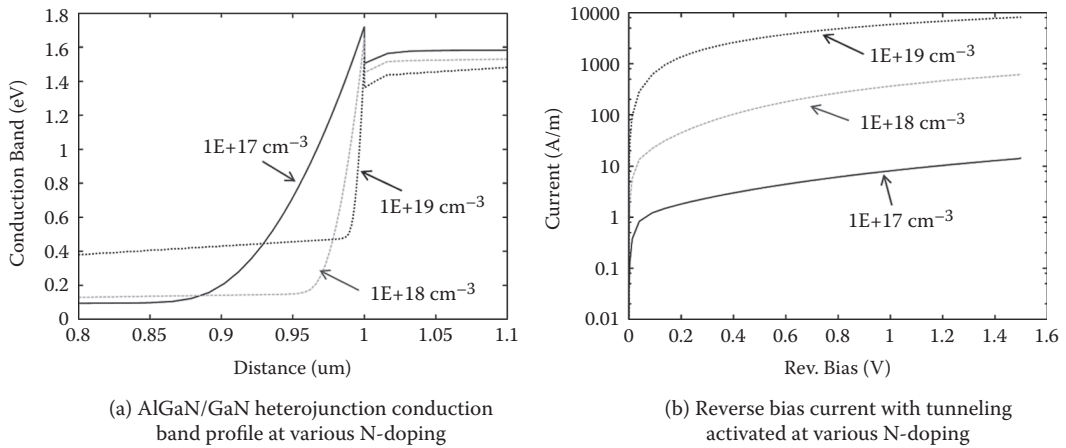 1.8
1.6
1.4
1.2
1
0.8
0.6
0.4
0.2
0
Conduction Band (eV)
1E+17 cm−3
1E+19 cm−3
1E+18 cm−3
0.8 0.85 0.9 0.95 1 1.05 1.1
Distance (um)
(a) AlGaN/GaN heterojunction conduction
band profile at various N-doping
10000
1000
100
10
1
0.1
0.01
Current (A/m)
1E+19 cm−3
1E+18 cm−3
1E+17 cm−3
0 0.2 0.4 0.6 0.8 1 1.2 1.4 1.6
Rev. Bias (V)
(b) Reverse bias current with tunneling
activated at various N-doping